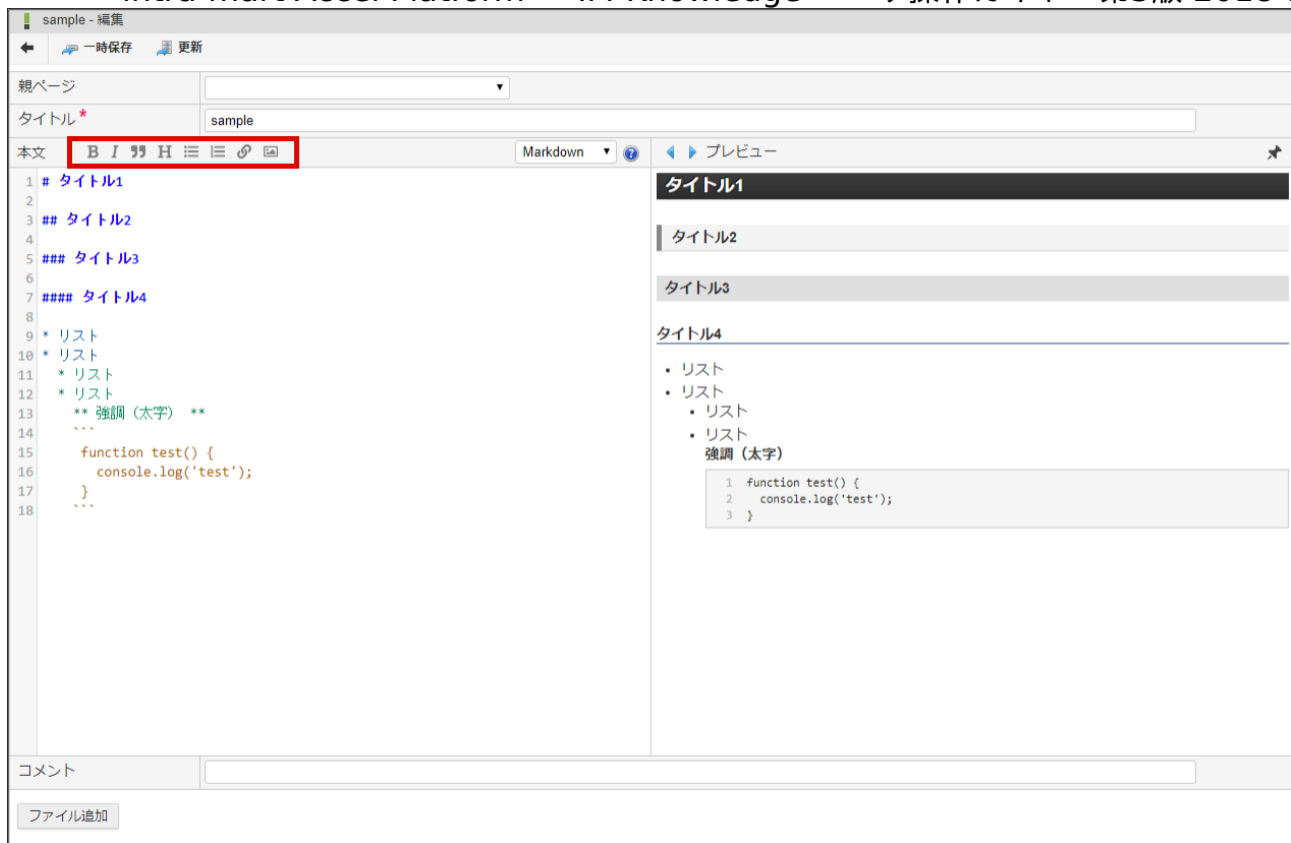 sample - 編集
一時保存 更新
親ページ
タイトル* sample
本文 B I H Markdown プレビュー
1 # タイトル1
2
3 ## タイトル2
4
5 ### タイトル3
6
7 #### タイトル4
8
9 * リスト
10 * リスト
11 * リスト
12 * リスト
13 ** 強調（太字） **
14 ```
15 function test() {
16 console.log('test');
17 }
18 ```
タイトル1
タイトル2
タイトル3
タイトル4
• リスト
• リスト
• リスト
• リスト
強調（太字）
1 function test() {
2 console.log('test');
3 }
コメント
ファイル追加